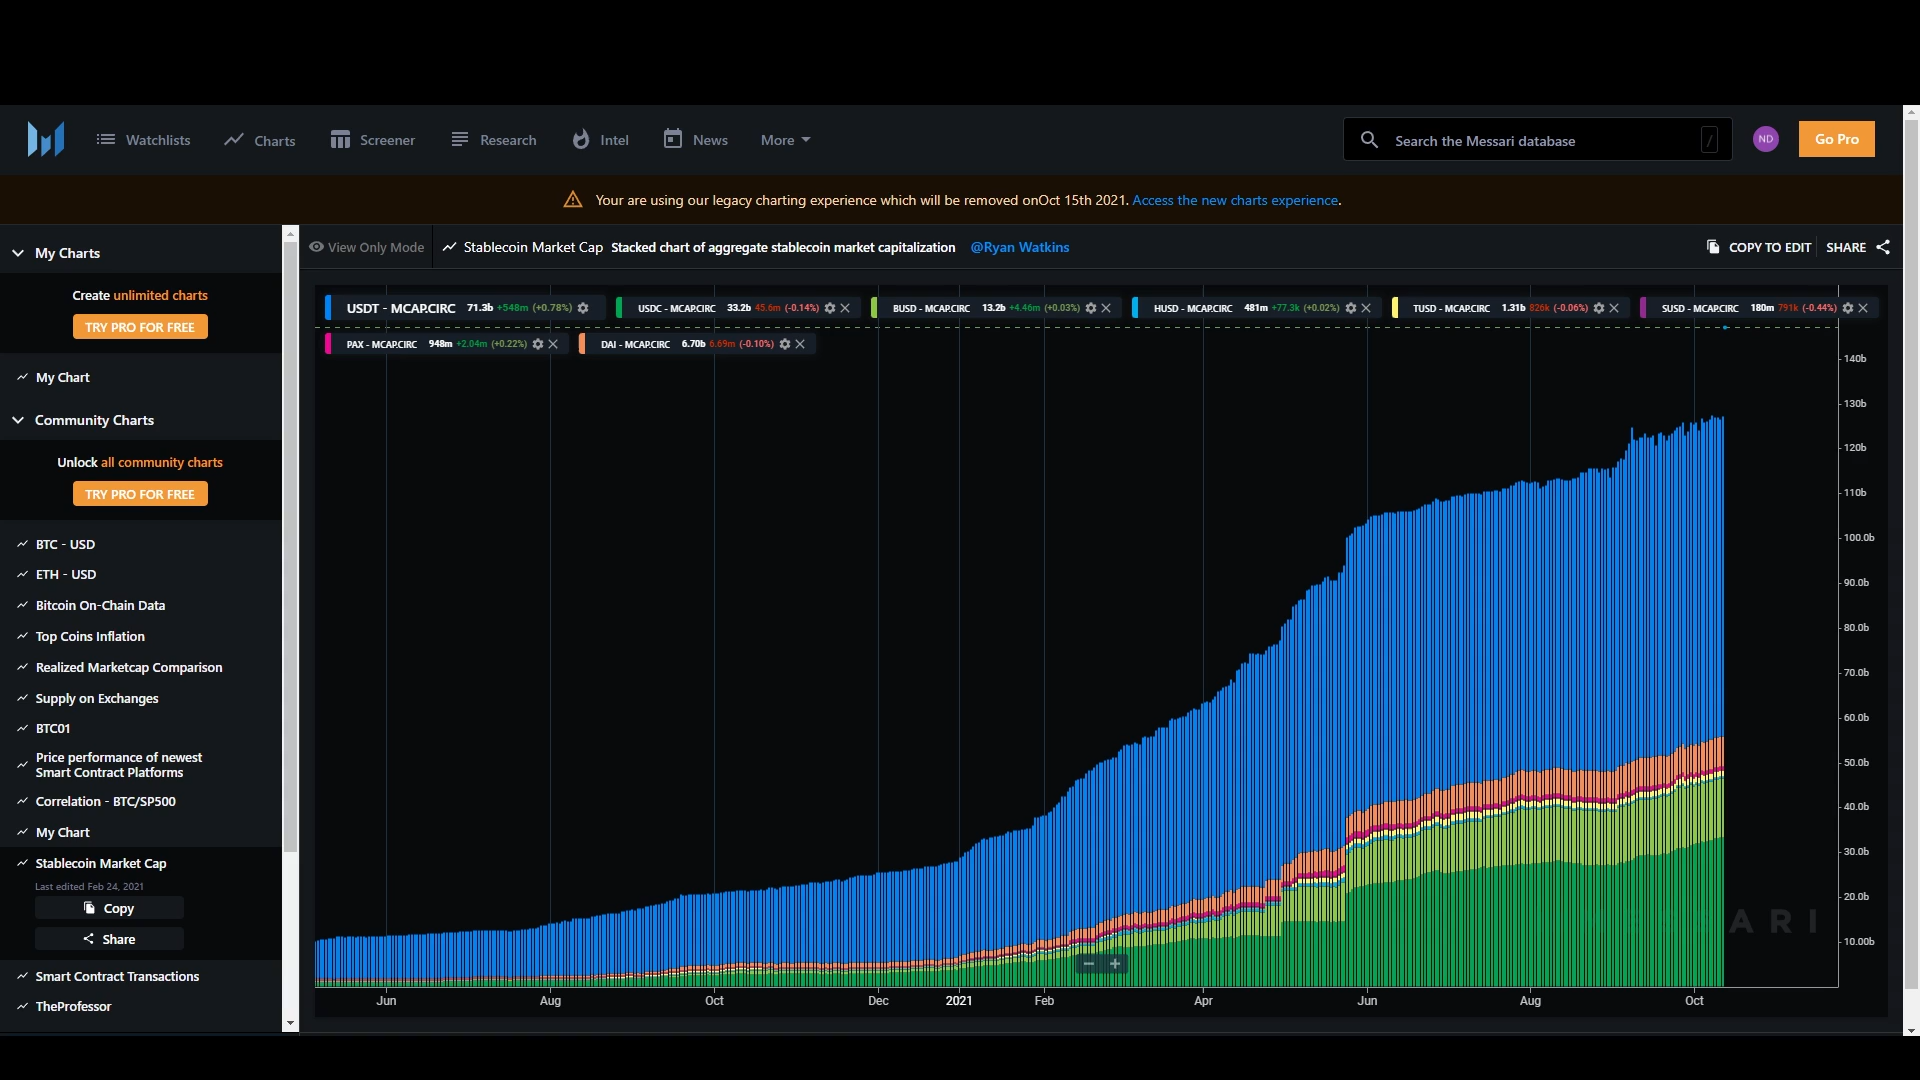 Watchlists Charts Screener Research Intel News More Search the Messari database / ND Go Pro
Your are using our legacy charting experience which will be removed onOct 15th 2021. Access the new charts experience.
My Charts
Create unlimited charts
TRY PRO FOR FREE
My Chart
Community Charts
Unlock all community charts
TRY PRO FOR FREE
BTC - USD
ETH - USD
Bitcoin On-Chain Data
Top Coins Inflation
Realized Marketcap Comparison
Supply on Exchanges
BTC01
Price performance of newest
Smart Contract Platforms
Correlation - BTC/SP500
My Chart
Stablecoin Market Cap
Last edited Feb 24, 2021
Copy
Share
Smart Contract Transactions
TheProfessor
View Only Mode Stablecoin Market Cap Stacked chart of aggregate stablecoin market capitalization @Ryan Watkins COPY TO EDIT SHARE
USDT - MCAP.CIRC 71.3b +548m (+0.78%) USDC - MCAP.CIRC 33.2b 45.6m (-0.14%) BUSD - MCAP.CIRC 13.2b +4.46m (+0.03%) HUSD - MCAP.CIRC 481m +77.3k (+0.02%) TUSD - MCAP.CIRC 1.31b 826k (-0.06%) SUSD - MCAP.CIRC 180m 791k (-0.44%)
PAX - MCAP.CIRC 948m +2.04m (+0.22%) DAI - MCAP.CIRC 6.70b 6.69m (-0.10%)
140b
130b
120b
110b
100.0b
90.0b
80.0b
70.0b
60.0b
50.0b
40.0b
30.0b
20.0b
ARI
10.00b
Jun Aug Oct Dec 2021 Feb Apr Jun Aug Oct